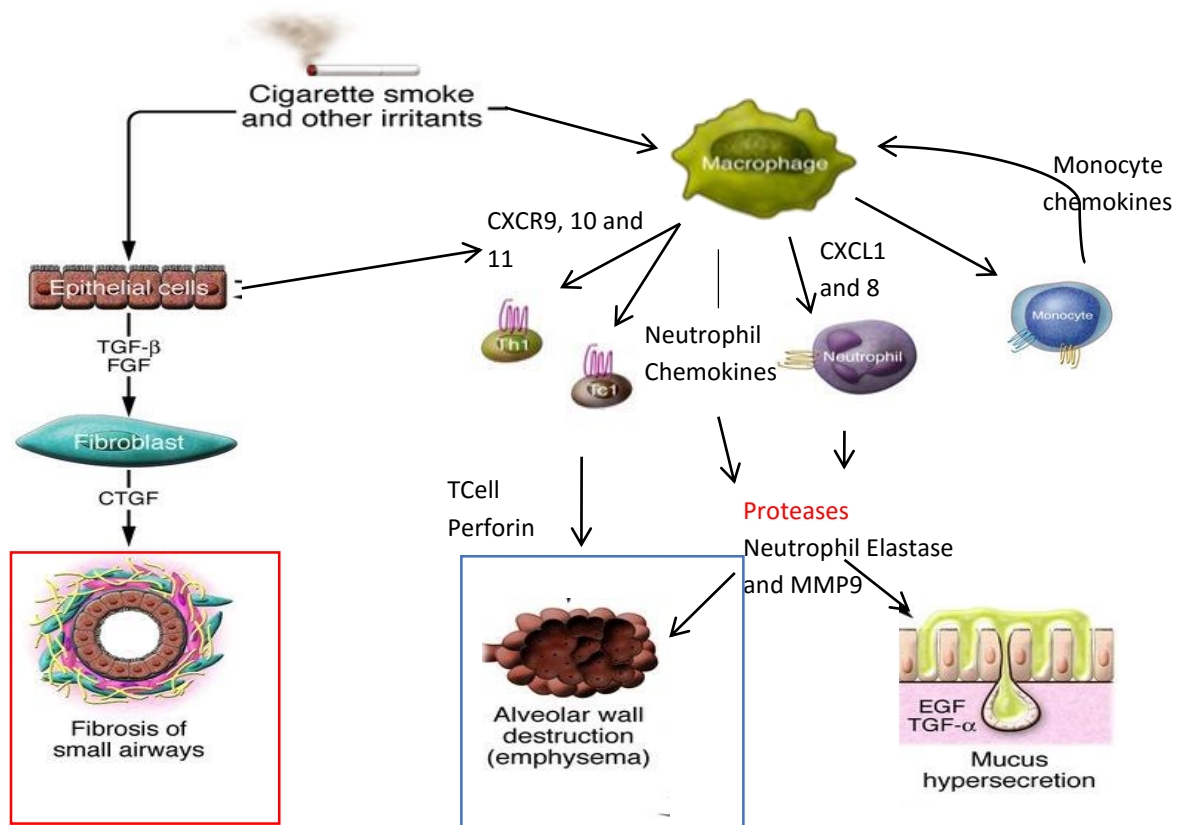 Cigarette smoke
and other irritants
Macrophage
Monocyte
chemokines
CXCR9, 10 and
11
CXCL1
and 8
Epithelial cells
Th1
Tc1
Neutrophil
Chemokines
Neutrophil
Monocyte
TGF-β
FGF
Fibroblast
CTGF
TCell
Perforin
Proteases
Neutrophil Elastase
and MMP9
Fibrosis of
small airways
Alveolar wall
destruction
(emphysema)
EGF
TGF-α
Mucus
hypersecretion